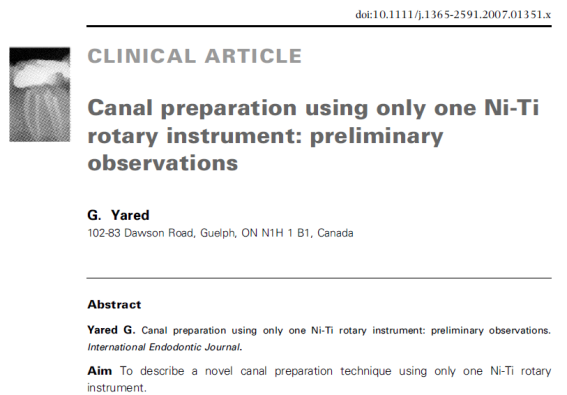 doi:10.1111/j.1365-2591.2007.01351.x
CLINICAL ARTICLE
Canal preparation using only one Ni-Ti
rotary instrument: preliminary
observations
G. Yared
102-83 Dawson Road, Guelph, ON N1H 1 B1, Canada
Abstract
Yared G. Canal preparation using only one Ni-Ti rotary instrument: preliminary observations.
International Endodontic Journal.
Aim To describe a novel canal preparation technique using only one Ni-Ti rotary
instrument.